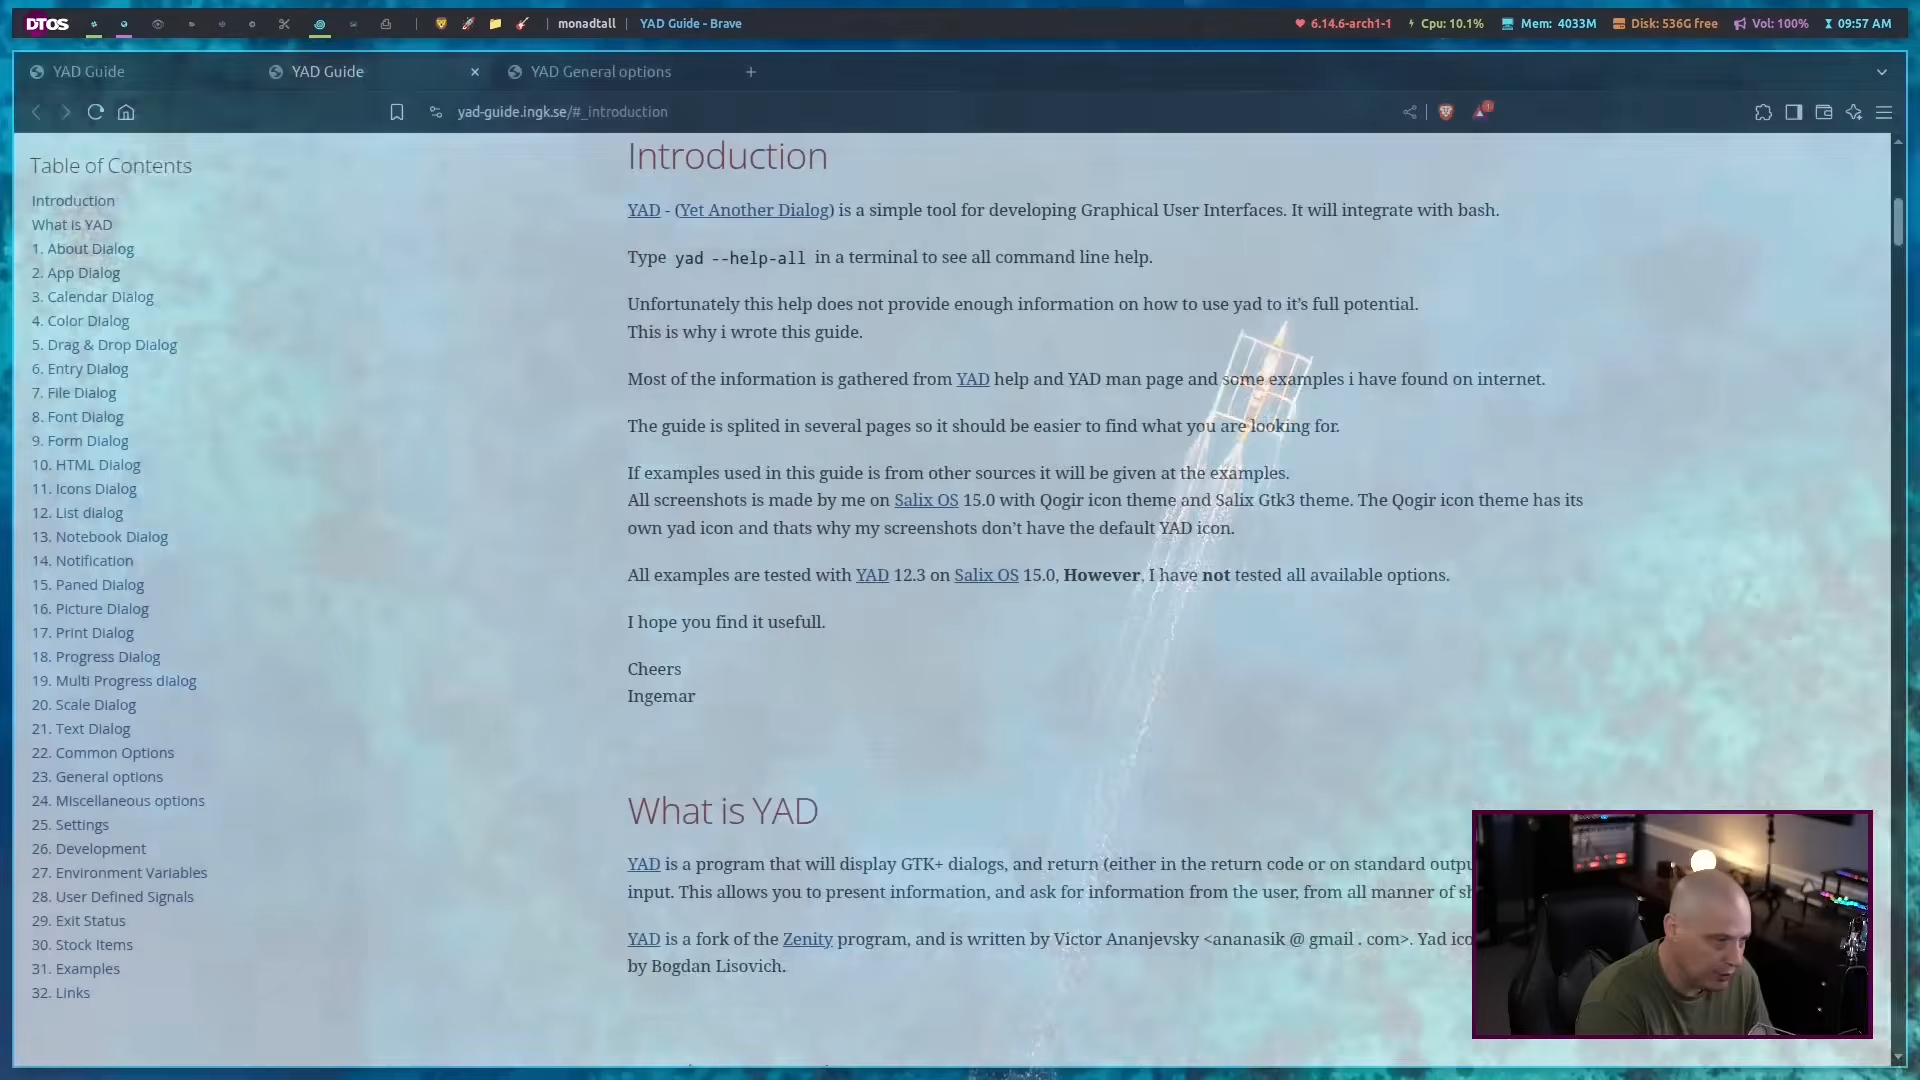 DTOS
monadtall
YAD Guide - Brave
6.14.6-arch1-1
Cpu: 10.1%
Mem: 4033M
Disk: 536G free
Vol: 100%
09:57 AM
YAD Guide
YAD Guide
YAD General options
yad-guide.ingk.se/#_introduction
Table of Contents
Introduction
What is YAD
1. About Dialog
2. App Dialog
3. Calendar Dialog
4. Color Dialog
5. Drag & Drop Dialog
6. Entry Dialog
7. File Dialog
8. Font Dialog
9. Form Dialog
10. HTML Dialog
11. Icons Dialog
12. List dialog
13. Notebook Dialog
14. Notification
15. Paned Dialog
16. Picture Dialog
17. Print Dialog
18. Progress Dialog
19. Multi Progress dialog
20. Scale Dialog
21. Text Dialog
22. Common Options
23. General options
24. Miscellaneous options
25. Settings
26. Development
27. Environment Variables
28. User Defined Signals
29. Exit Status
30. Stock Items
31. Examples
32. Links
Introduction
YAD - (Yet Another Dialog) is a simple tool for developing Graphical User Interfaces. It will integrate with bash.
Type yad --help-all in a terminal to see all command line help.
Unfortunately this help does not provide enough information on how to use yad to it’s full potential.
This is why i wrote this guide.
Most of the information is gathered from YAD help and YAD man page and some examples i have found on internet.
The guide is splited in several pages so it should be easier to find what you are looking for.
If examples used in this guide is from other sources it will be given at the examples.
All screenshots is made by me on Salix OS 15.0 with Qogir icon theme and Salix Gtk3 theme. The Qogir icon theme has its
own yad icon and thats why my screenshots don’t have the default YAD icon.
All examples are tested with YAD 12.3 on Salix OS 15.0, However, I have not tested all available options.
I hope you find it usefull.
Cheers
Ingemar
What is YAD
YAD is a program that will display GTK+ dialogs, and return (either in the return code or on standard
input. This allows you to present information, and ask for information from the user, from all manner of
YAD is a fork of the Zenity program, and is written by Victor Ananjevsky <ananasik @ gmail . com>. Yad
by Bogdan Lisovich.